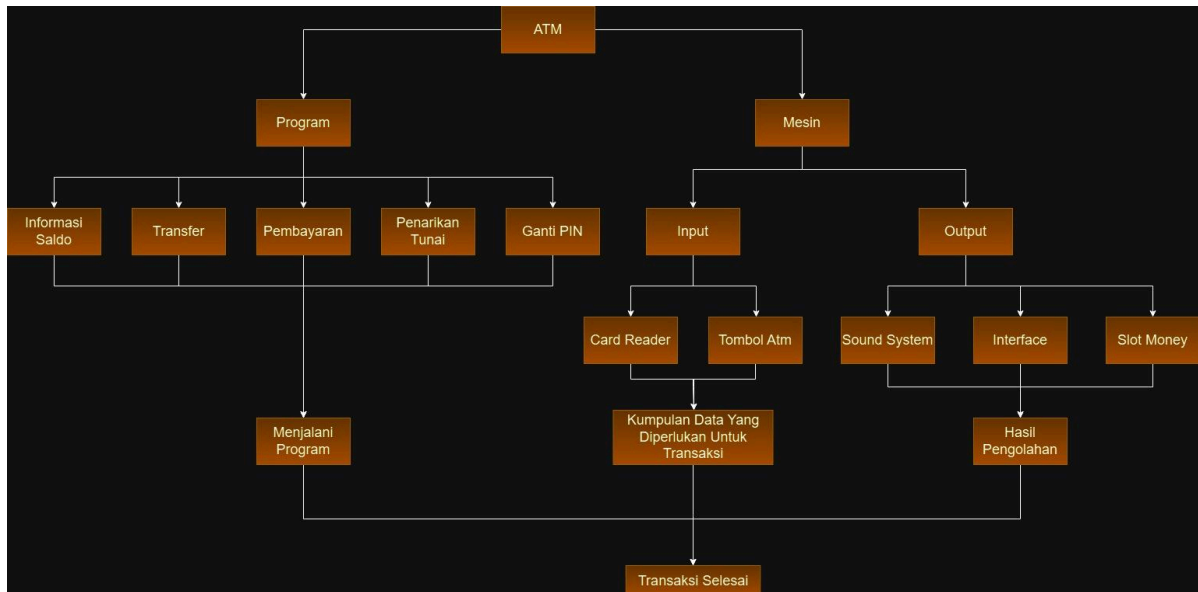 ATM
Program
Mesin
Informasi
Saldo
Transfer
Pembayaran
Penarikan
Tunai
Ganti PIN
Input
Output
Card Reader
Tombol Atm
Sound System
Interface
Slot Money
Menjalani
Program
Kumpulan Data Yang
Diperlukan Untuk
Transaksi
Hasil
Pengolahan
Transaksi Selesai